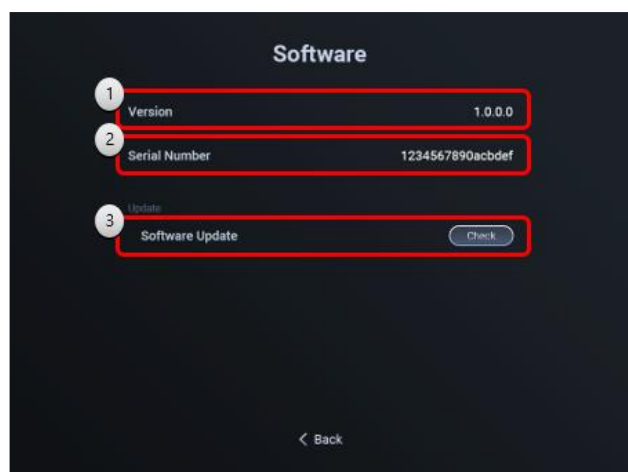 Software
1
Version 1.0.0.0
2
Serial Number 1234567890acbdef
Update
3
Software Update Check
< Back